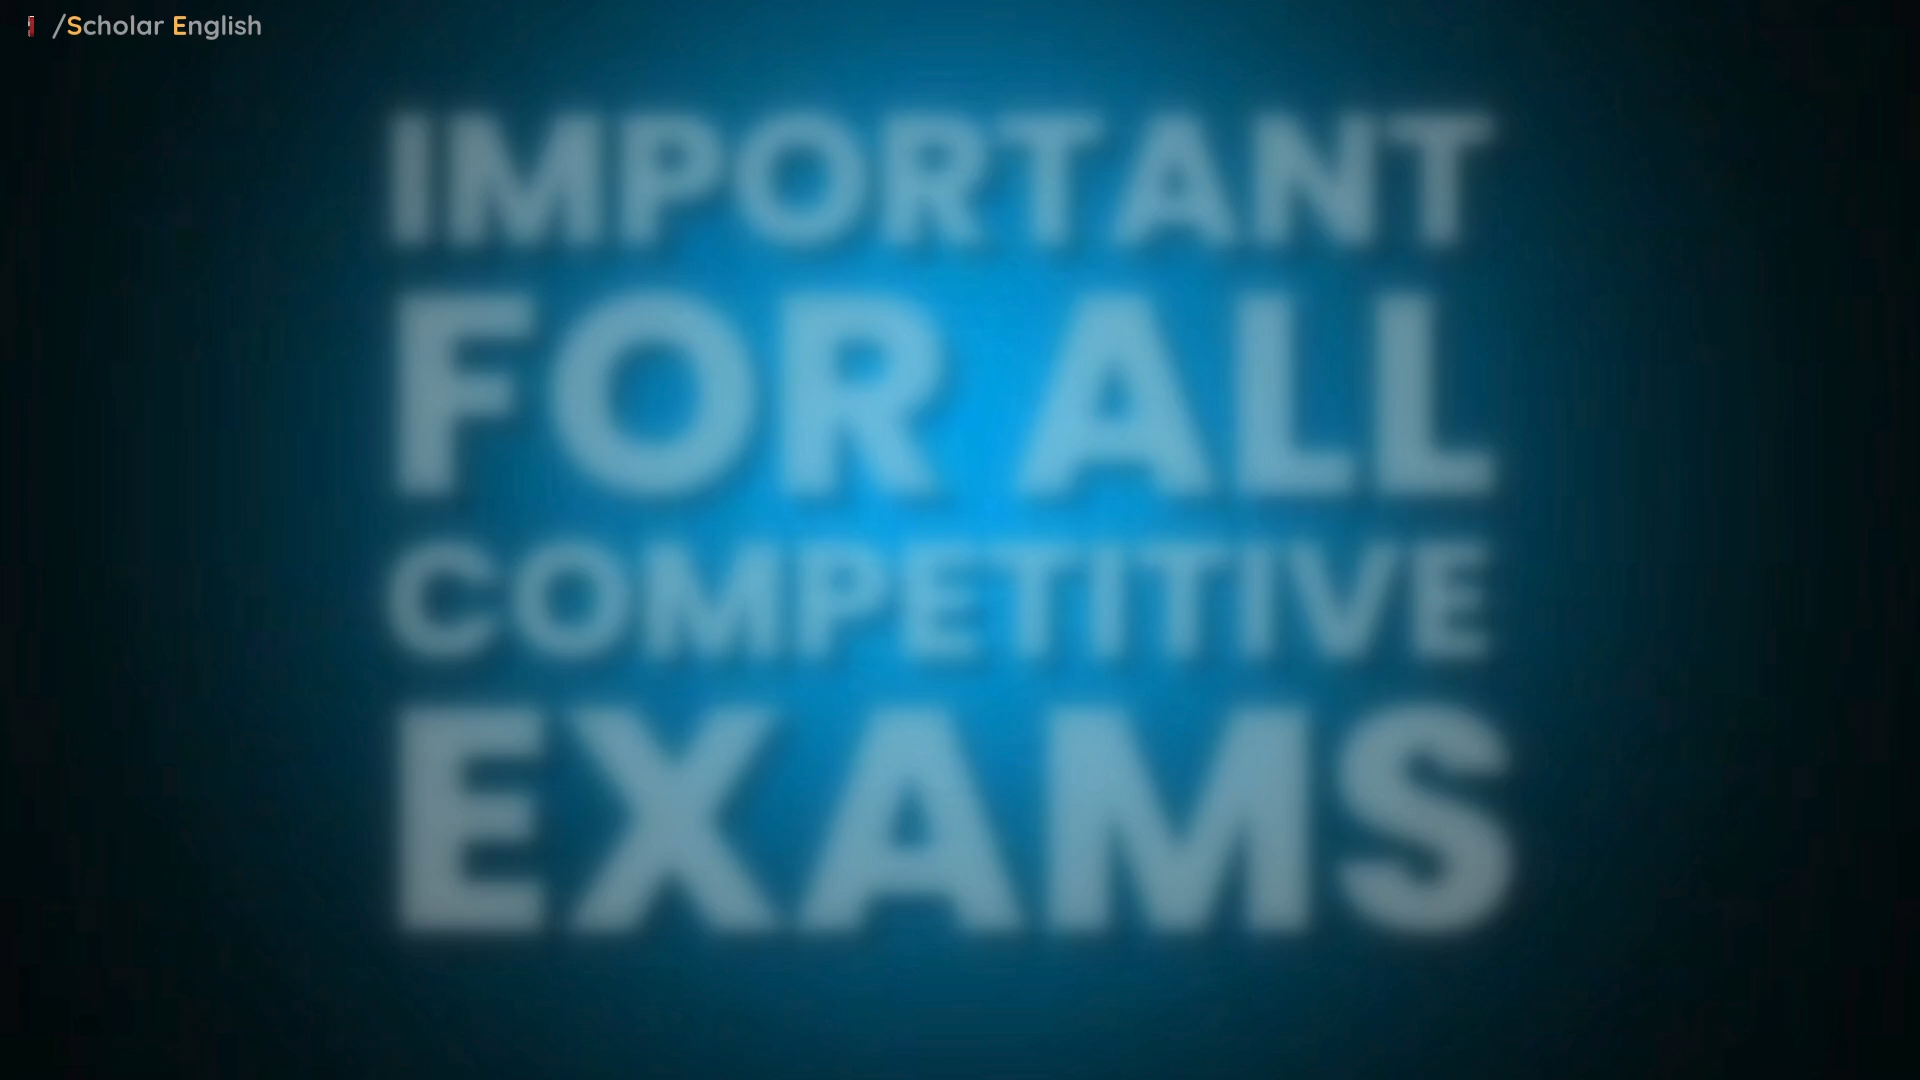 /Scholar English
IMPORTANT
FOR ALL
COMPETITIVE
EXAMS